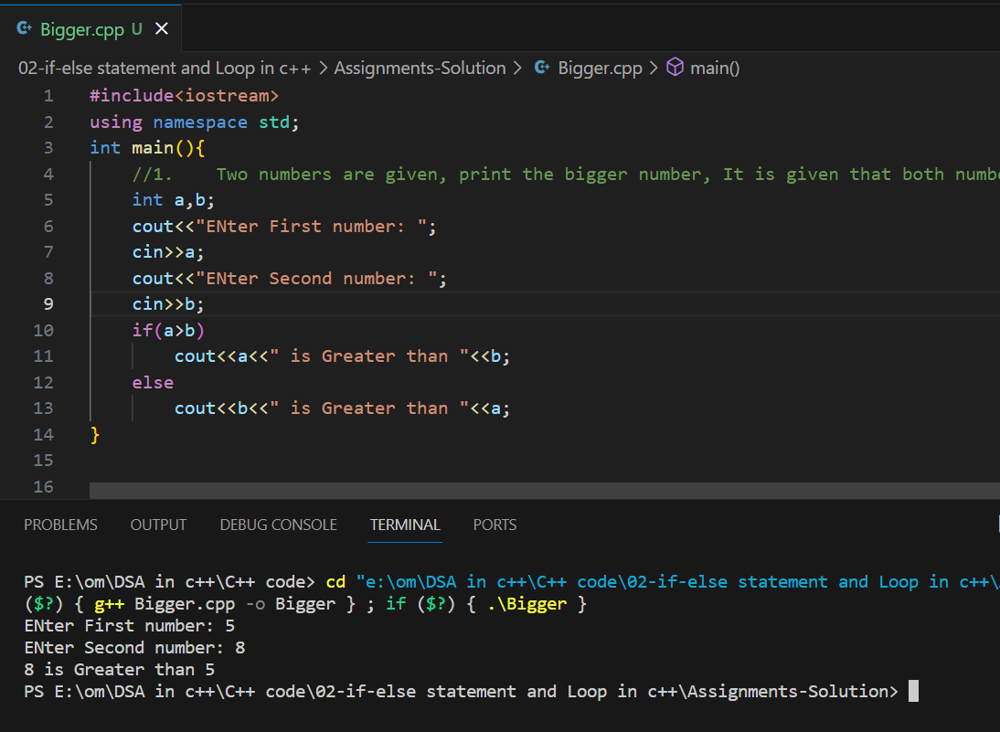 Bigger.cpp U
02-if-else statement and Loop in c++ > Assignments-Solution > Bigger.cpp > main()
1 #include<iostream>
2 using namespace std;
3 int main(){
4 //1. Two numbers are given, print the bigger number, It is given that both numbe
5 int a,b;
6 cout<<"ENter First number: ";
7 cin>>a;
8 cout<<"ENter Second number: ";
9 cin>>b;
10 if(a>b)
11 cout<<a<<" is Greater than "<<b;
12 else
13 cout<<b<<" is Greater than "<<a;
14 }
15
16
PROBLEMS OUTPUT DEBUG CONSOLE TERMINAL PORTS
PS E:\om\DSA in c++\C++ code> cd "e:\om\DSA in c++\C++ code\02-if-else statement and Loop in c++\
($?) { g++ Bigger.cpp -o Bigger } ; if ($?) { .\Bigger }
ENter First number: 5
ENter Second number: 8
8 is Greater than 5
PS E:\om\DSA in c++\C++ code\02-if-else statement and Loop in c++\Assignments-Solution>